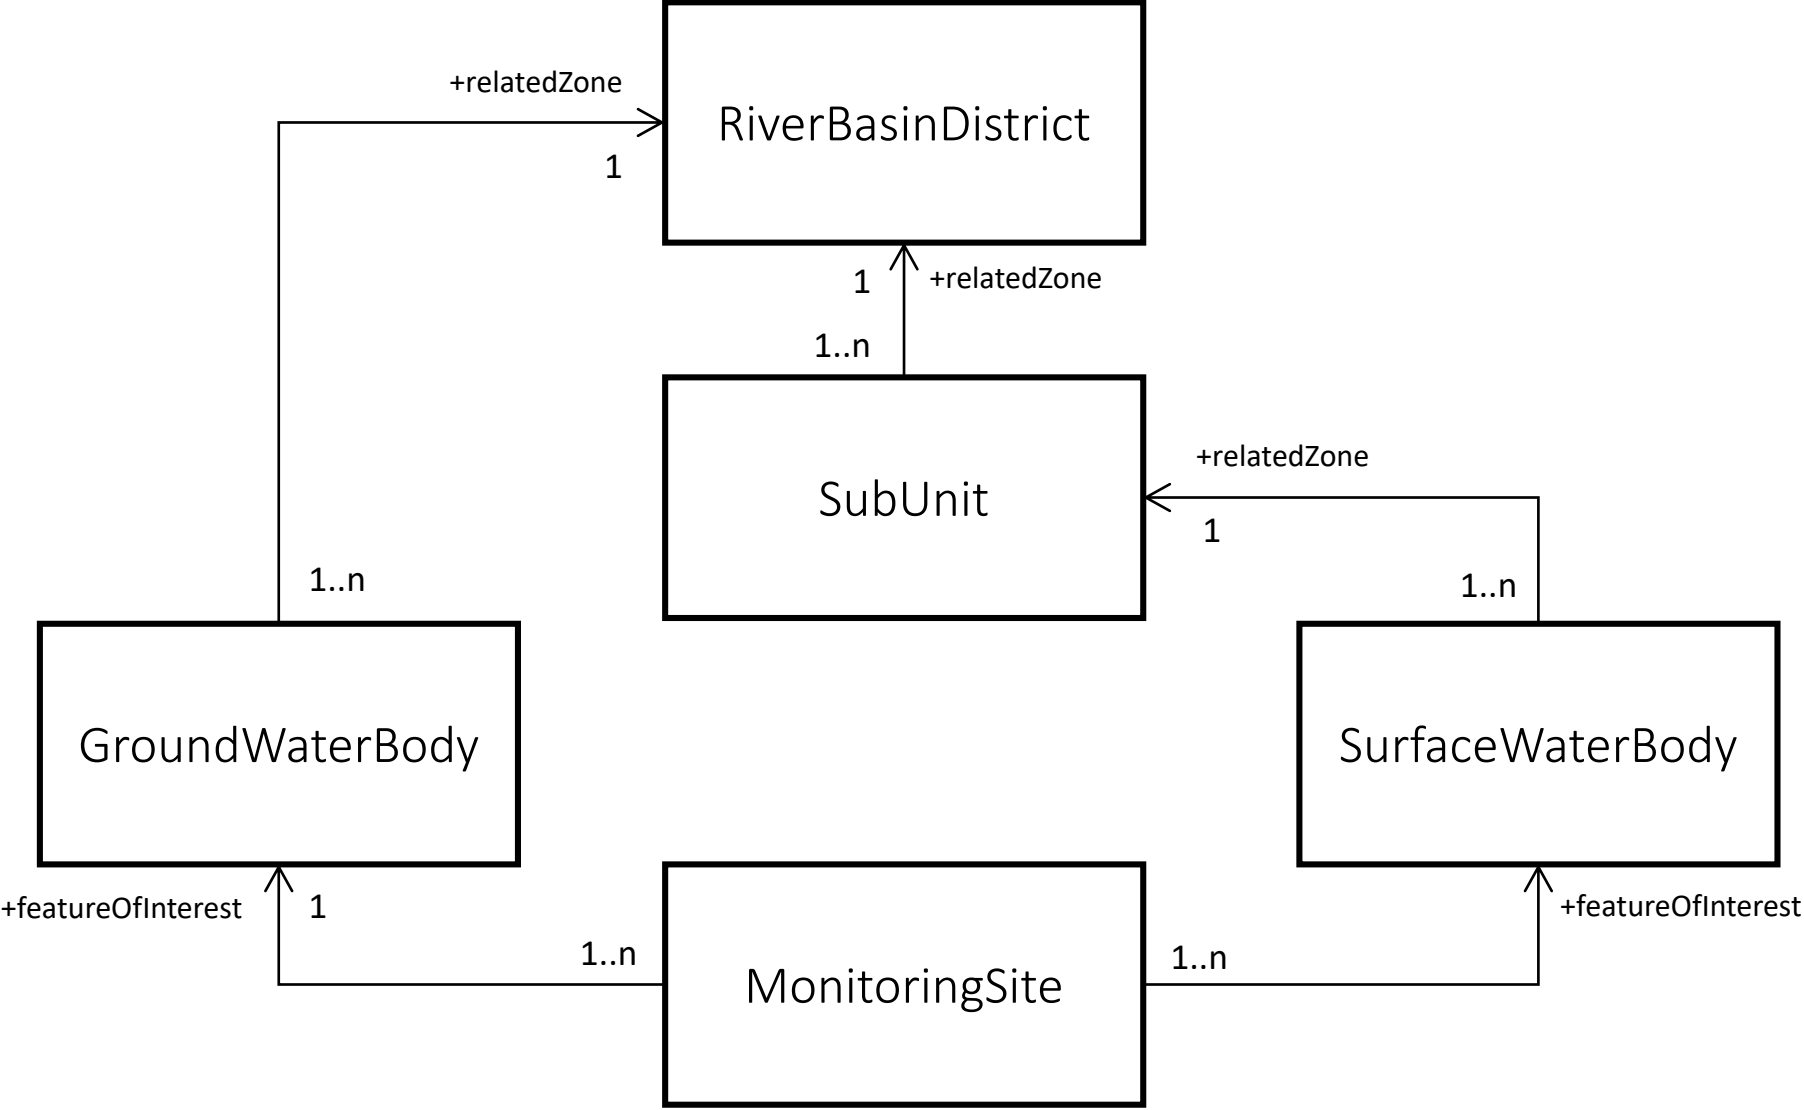 +relatedZone
RiverBasinDistrict
1
1
+relatedZone
1..n
+relatedZone
SubUnit
1
1..n
1..n
GroundWaterBody
SurfaceWaterBody
+featureOfInterest
1
+featureOfInterest
1..n
1..n
MonitoringSite